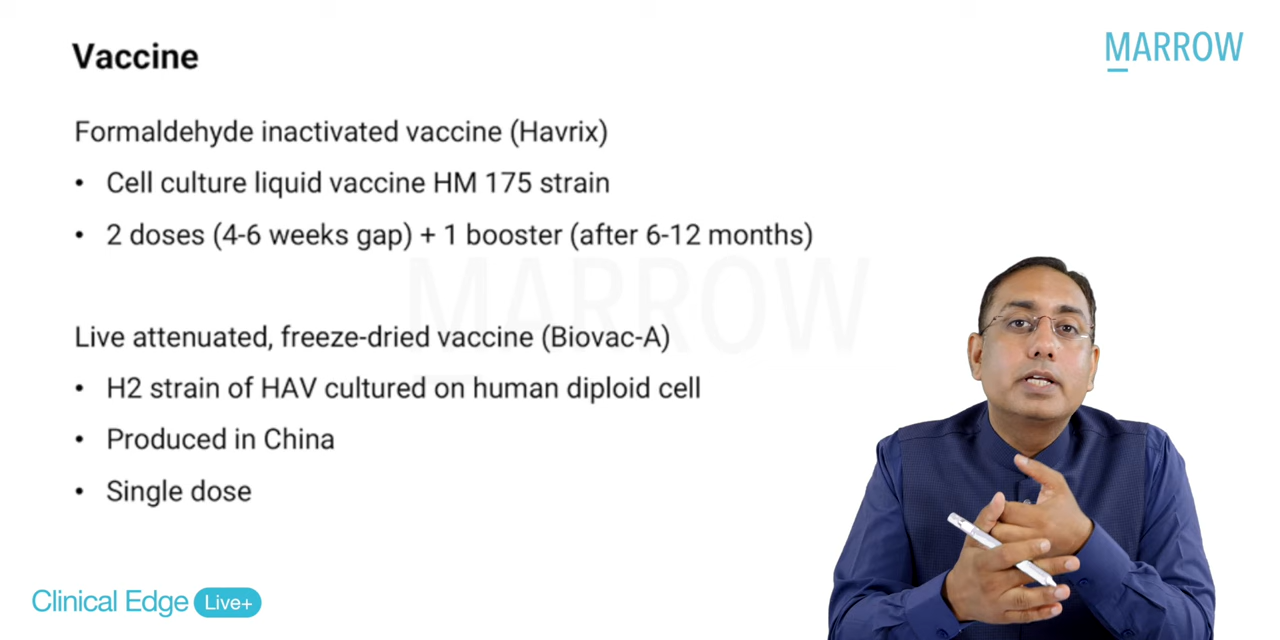 Vaccine
MARROW
Formaldehyde inactivated vaccine (Havrix)
• Cell culture liquid vaccine HM 175 strain
• 2 doses (4-6 weeks gap) + 1 booster (after 6-12 months)
MARROW
Live attenuated, freeze-dried vaccine (Biovac-A)
• H2 strain of HAV cultured on human diploid cell
• Produced in China
• Single dose
Clinical Edge Live+